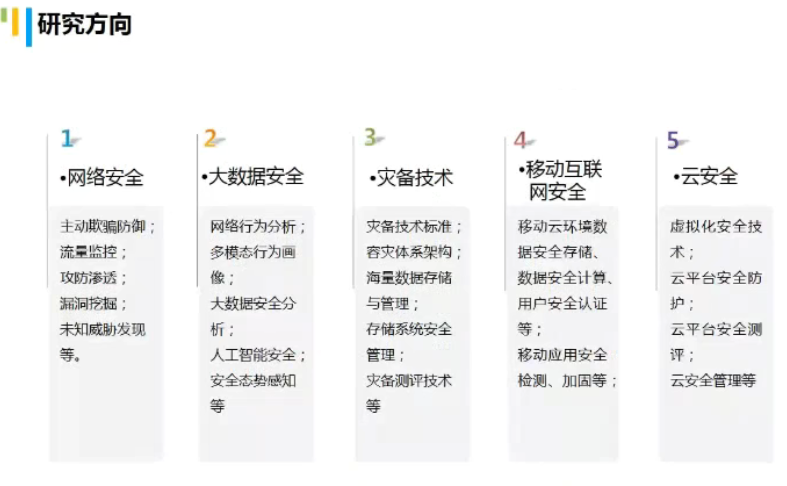 研究方向
1
•网络安全
主动欺骗防御；
流量监控；
攻防渗透；
漏洞挖掘；
未知威胁发现
等。
2
•大数据安全
网络行为分析；
多模态行为画
像；
大数据安全分
析；
人工智能安全；
安全态势感知
等
3
•灾备技术
灾备技术标准；
容灾体系架构；
海量数据存储
与管理；
存储系统安全
管理；
灾备测评技术
等
4
•移动互联
网安全
移动云环境数
据安全存储、
数据安全计算、
用户安全认证
等；
移动应用安全
检测、加固等；
5
•云安全
虚拟化安全技
术；
云平台安全防
护；
云平台安全测
评；
云安全管理等